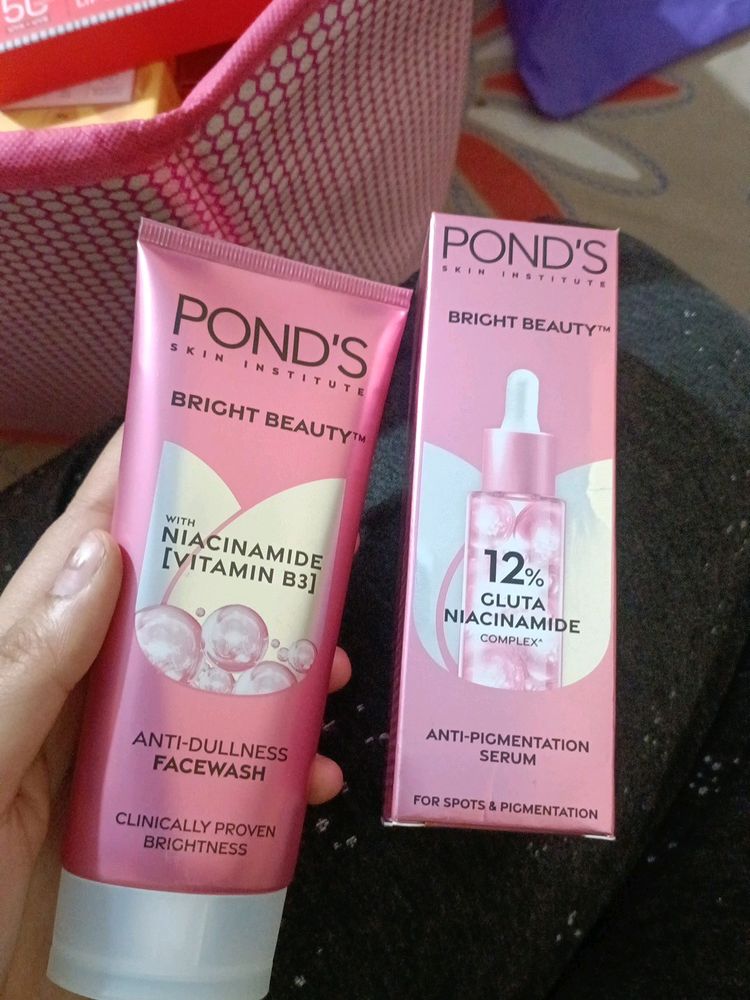 POND'S
SKIN INSTITUTE
BRIGHT BEAUTY™
WITH
NIACINAMIDE
[VITAMIN B3]
ANTI-DULLNESS
FACEWASH
CLINICALLY PROVEN
BRIGHTNESS
POND'S
SKIN INSTITUTE
BRIGHT BEAUTY™
12%
GLUTA
NIACINAMIDE
COMPLEX^
ANTI-PIGMENTATION
SERUM
FOR SPOTS & PIGMENTATION